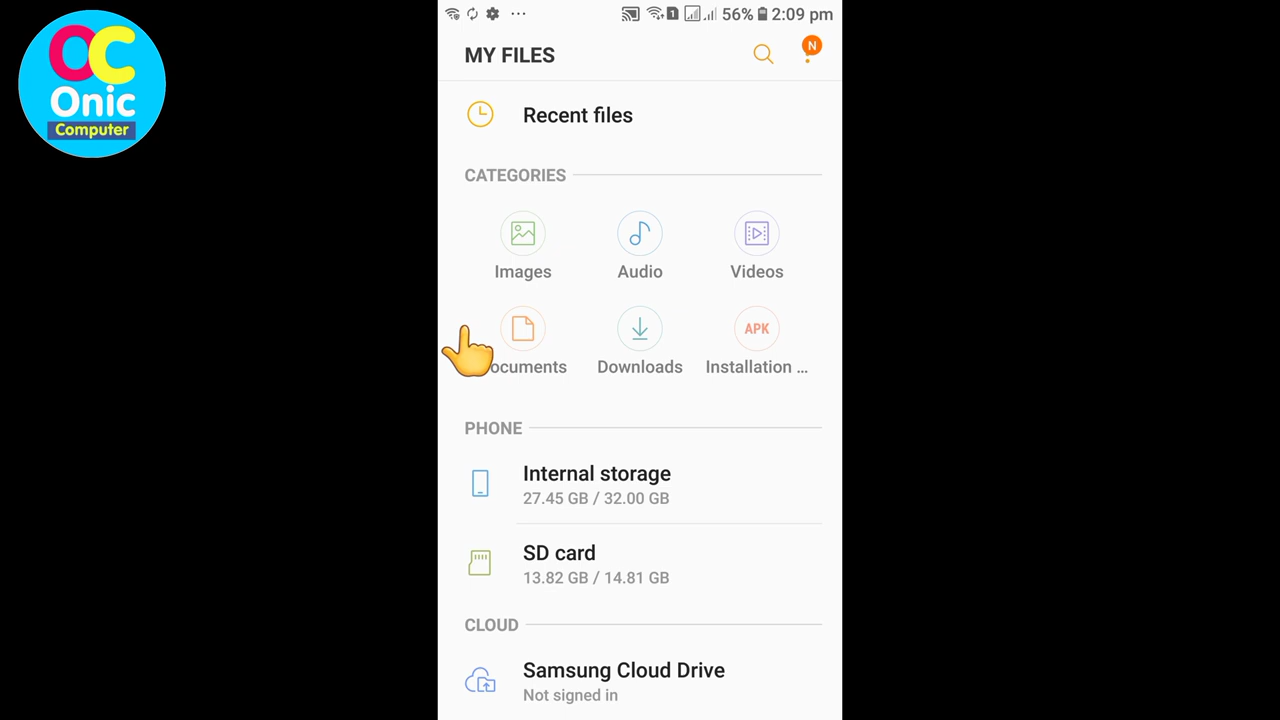 OC
Onic
Computer
1 56% 2:09 pm
MY FILES
N
Recent files
CATEGORIES
Images Audio Videos
APK
ocuments Downloads Installation ...
PHONE
Internal storage
27.45 GB / 32.00 GB
SD card
13.82 GB / 14.81 GB
CLOUD
Samsung Cloud Drive
Not signed in